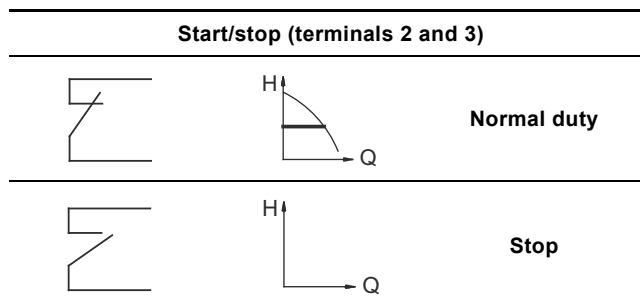 Start/stop (terminals 2 and 3)
H
Q
Normal duty
H
Q
Stop